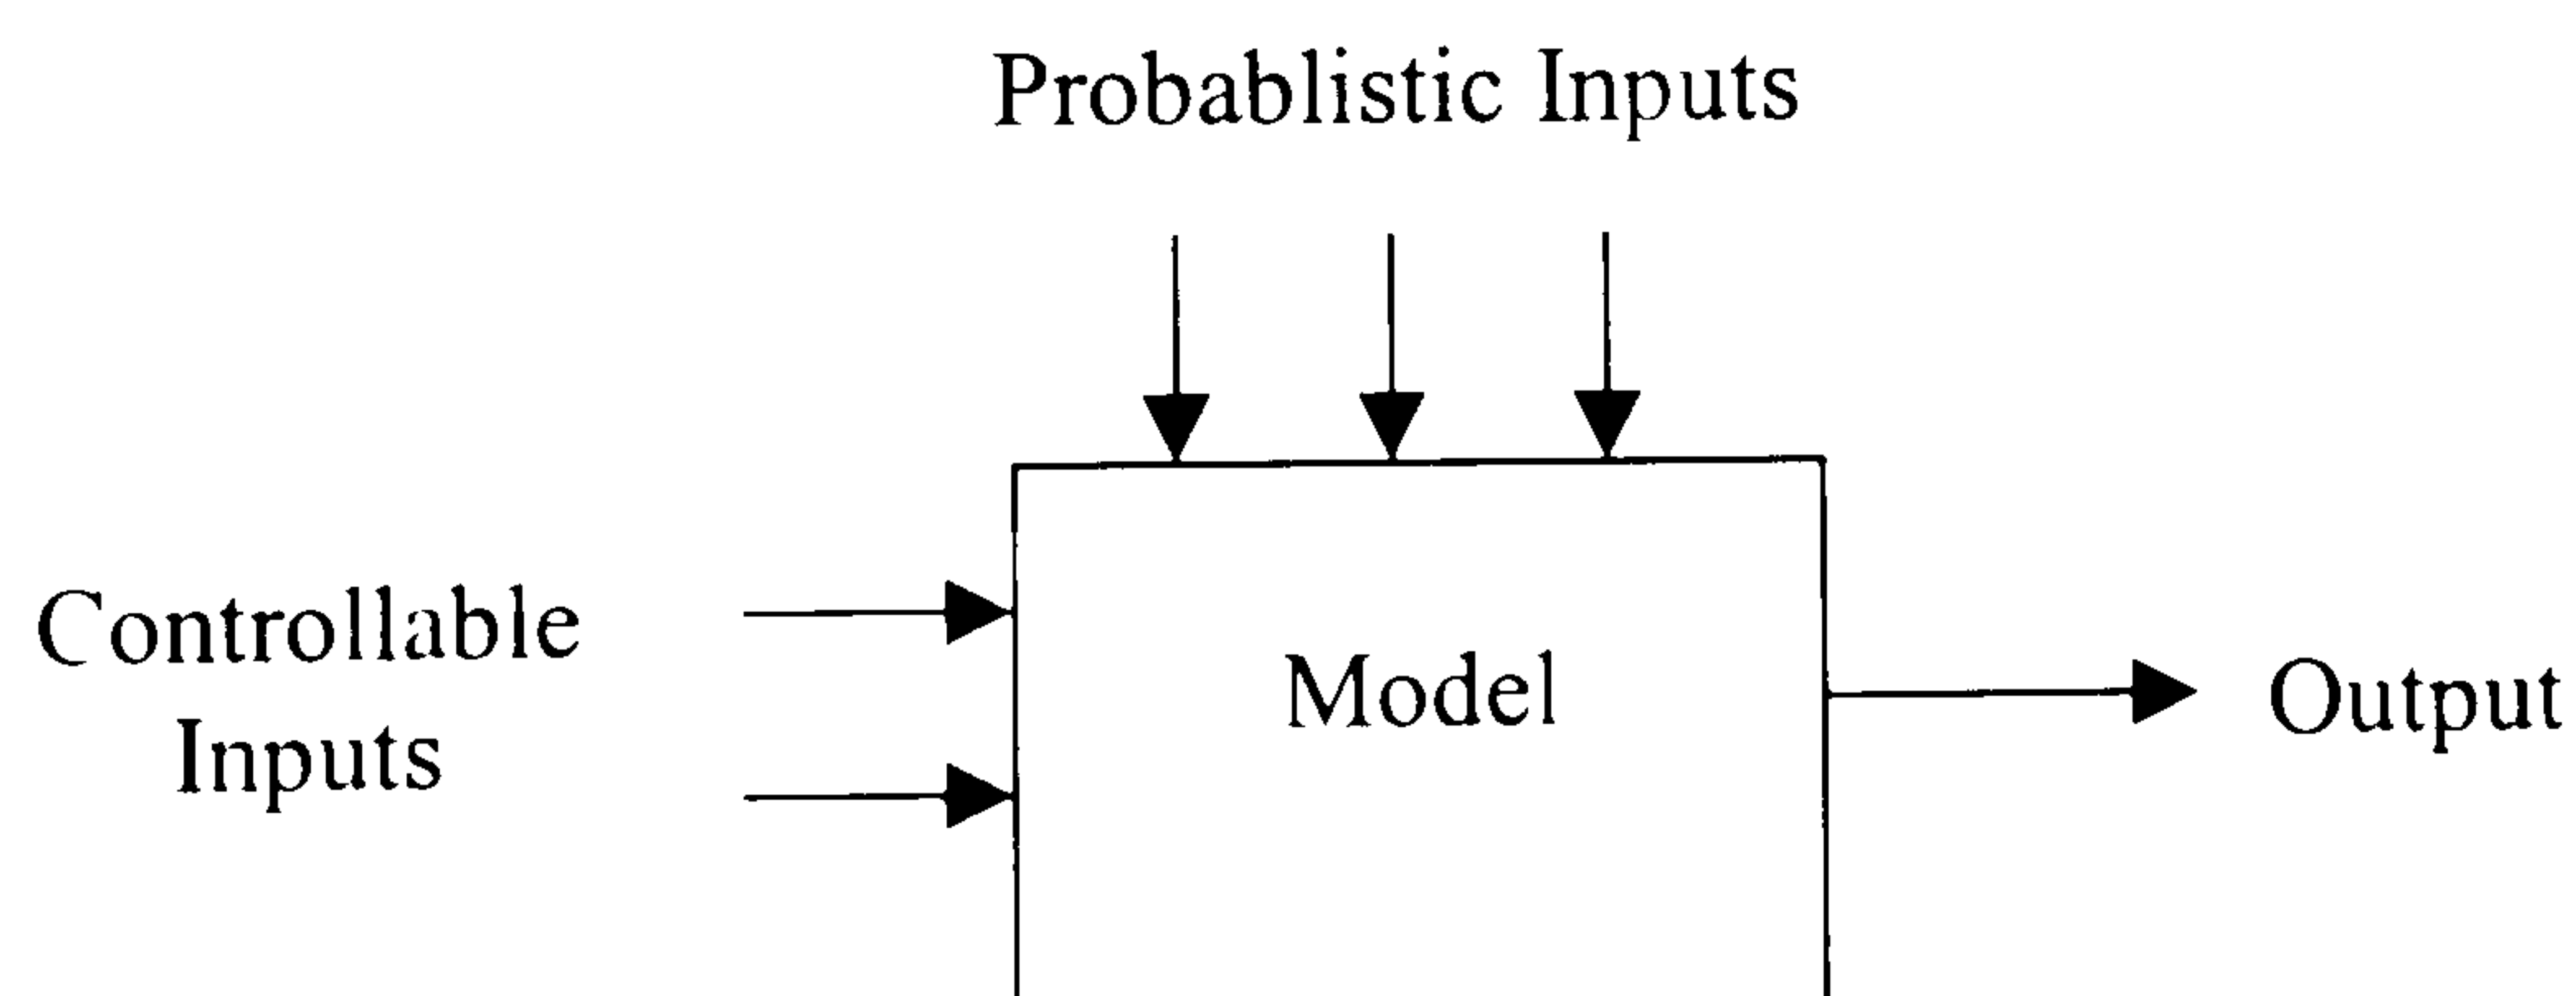 Probablistic Inputs
Controllable
Inputs
Model
Output